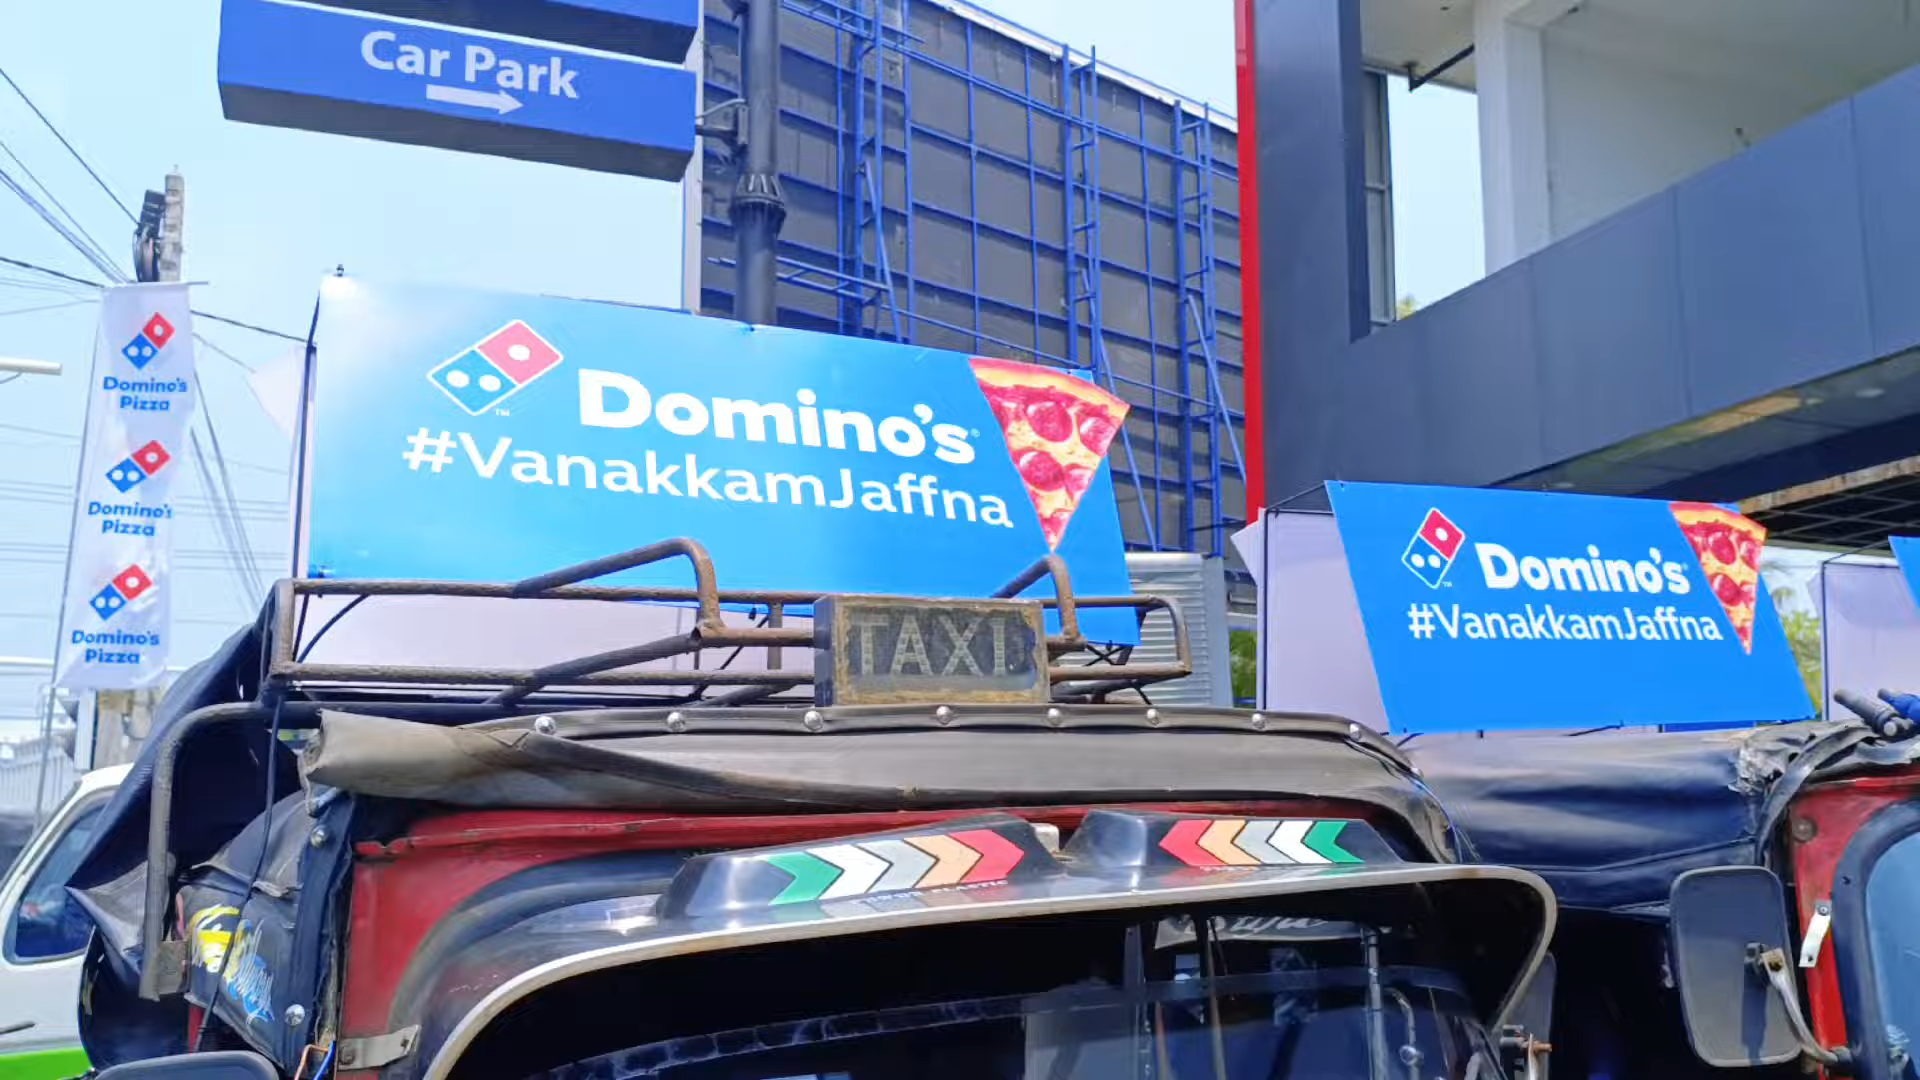 Car Park
Domino's
Pizza
Domino's
Pizza
Domino's
Pizza
Domino's
#VanakkamJaffna
TAXI
Domino's
#VanakkamJaffna